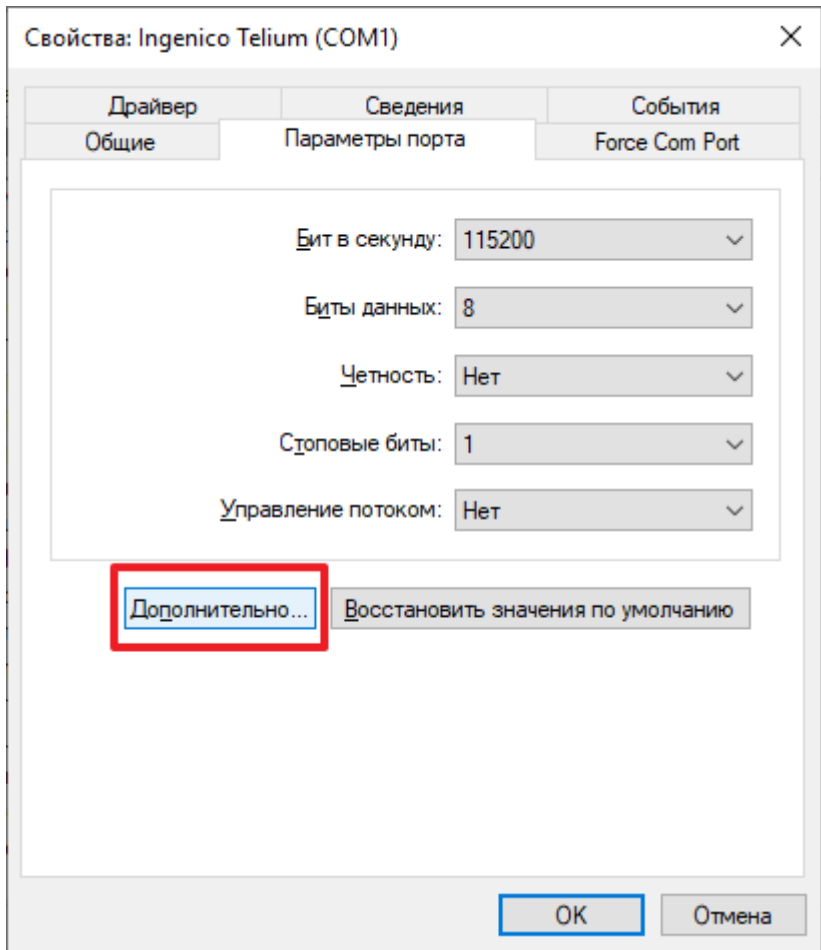 Свойства: Ingenico Telium (COM1)
Драйвер Сведения События
Общие Параметры порта Force Com Port
Бит в секунду: 115200
Биты данных: 8
Четность: Нет
Стоповые биты: 1
Управление потоком: Нет
Дополнительно... Восстановить значения по умолчанию
OK Отмена